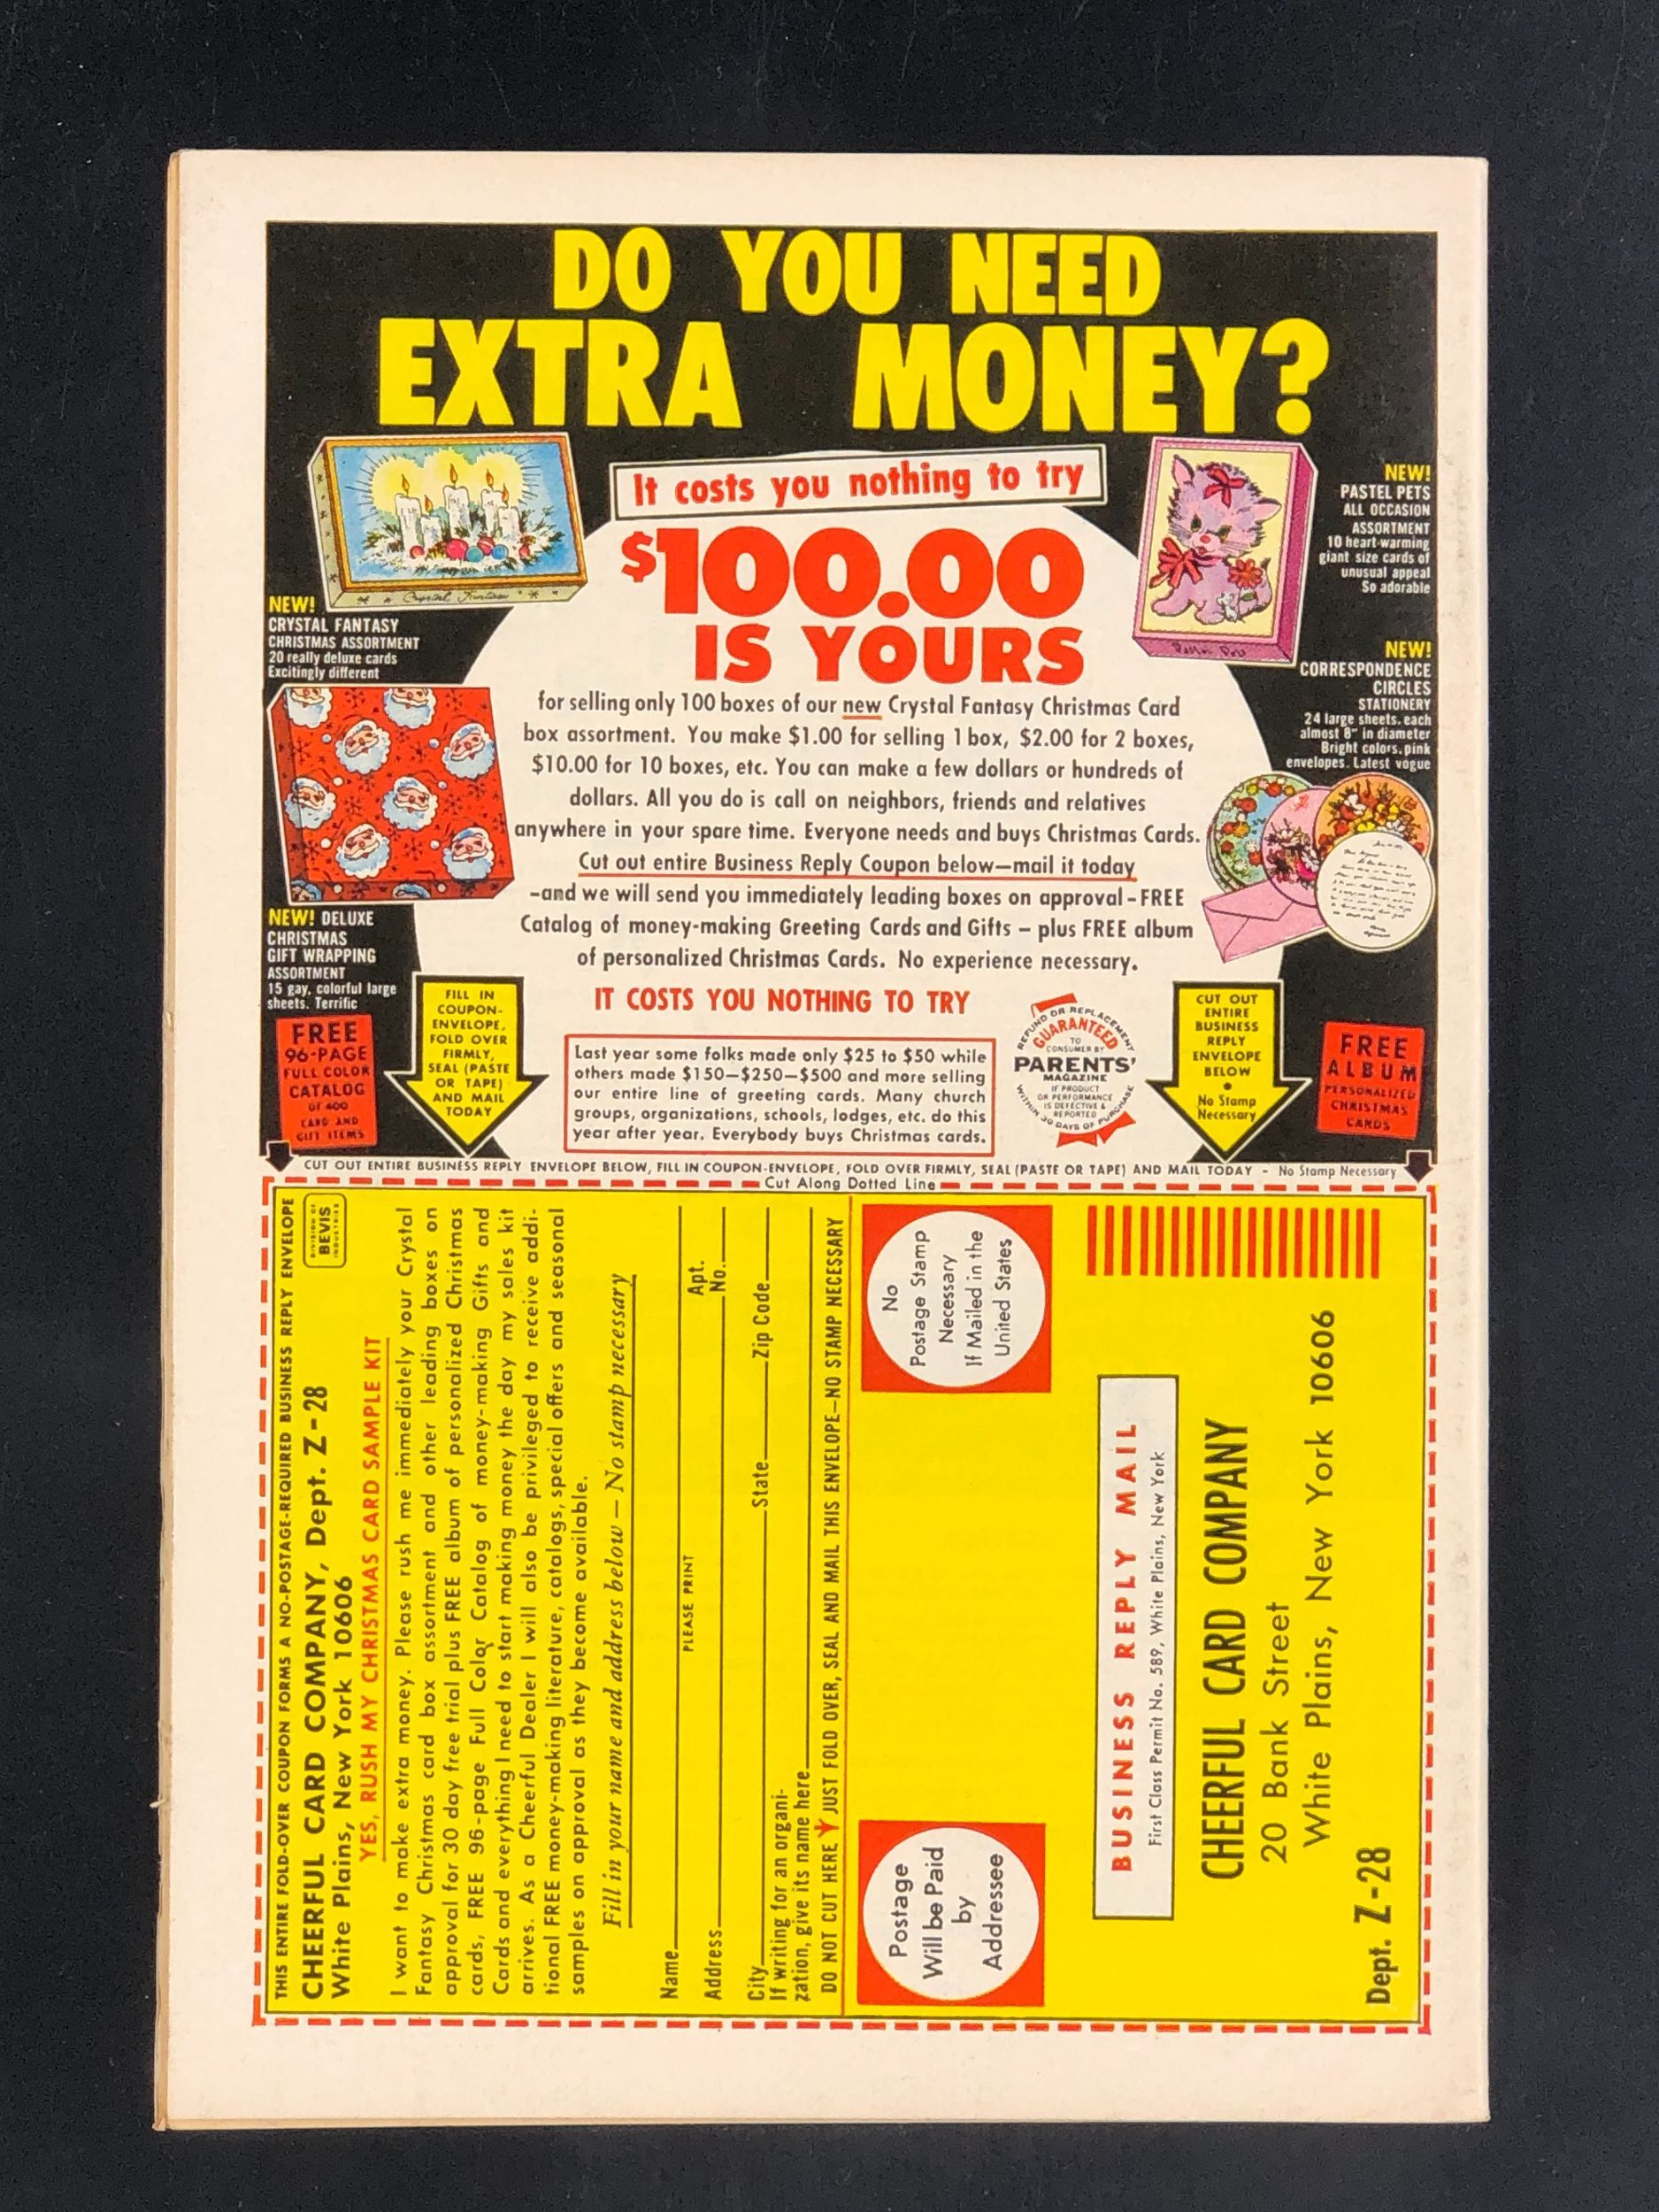 DO YOU NEED
EXTRA MONEY?
It costs you nothing to try
$100.00
IS YOURS
Crystal Fantasy
NEW!
CRYSTAL FANTASY
CHRISTMAS ASSORTMENT
20 really deluxe cards
Excitingly different
NEW!
PASTEL PETS
ALL OCCASION
ASSORTMENT
10 heart-warming
giant size cards of
unusual appeal
So adorable
NEW!
CORRESPONDENCE
CIRCLES
STATIONERY
24 large sheets. each
almost 8" in diameter
Bright colors, pink
envelopes. Latest vogue
for selling only 100 boxes of our new Crystal Fantasy Christmas Card
box assortment. You make $1.00 for selling 1 box, $2.00 for 2 boxes,
$10.00 for 10 boxes, etc. You can make a few dollars or hundreds of
dollars. All you do is call on neighbors, friends and relatives
anywhere in your spare time. Everyone needs and buys Christmas Cards.
Cut out entire Business Reply Coupon below—mail it today
-and we will send you immediately leading boxes on approval - FREE
Catalog of money-making Greeting Cards and Gifts - plus FREE album
of personalized Christmas Cards. No experience necessary.
IT COSTS YOU NOTHING TO TRY
NEW! DELUXE
CHRISTMAS
GIFT WRAPPING
ASSORTMENT
15 gay, colorful large
sheets. Terrific
FREE
96-PAGE
FULL COLOR
CATALOG
OF 400
CARD AND
GIFT ITEMS
FILL IN
COUPON-
ENVELOPE,
FOLD OVER
FIRMLY,
SEAL (PASTE
OR TAPE)
AND MAIL
TODAY
Last year some folks made only $25 to $50 while
others made $150—$250—$500 and more selling
our entire line of greeting cards. Many church
groups, organizations, schools, lodges, etc. do this
year after year. Everybody buys Christmas cards.
REFUND OR REPLACEMENT
GUARANTEED
TO
CONSUMER BY
PARENTS'
MAGAZINE
IF PRODUCT
OR PERFORMANCE
IS DEFECTIVE &
REPORTED
WITHIN 30 DAYS OF PURCHASE
CUT OUT
ENTIRE
BUSINESS
REPLY
ENVELOPE
BELOW
•
No Stamp
Necessary
FREE
ALBUM
PERSONALIZED
CHRISTMAS
CARDS
CUT OUT ENTIRE BUSINESS REPLY ENVELOPE BELOW, FILL IN COUPON-ENVELOPE, FOLD OVER FIRMLY, SEAL (PASTE OR TAPE) AND MAIL TODAY - No Stamp Necessary
Cut Along Dotted Line
THIS ENTIRE FOLD-OVER COUPON FORMS A NO-POSTAGE-REQUIRED BUSINESS REPLY ENVELOPE
CHEERFUL CARD COMPANY, Dept. Z-28
White Plains, New York 10606
DIVISION OF
BEVIS
INDUSTRIES
YES, RUSH MY CHRISTMAS CARD SAMPLE KIT
I want to make extra money. Please rush me immediately your Crystal
Fantasy Christmas card box assortment and other leading boxes on
approval for 30 day free trial plus FREE album of personalized Christmas
cards, FREE 96-page Full Color Catalog of money-making Gifts and
Cards and everything I need to start making money the day my sales kit
arrives. As a Cheerful Dealer I will also be privileged to receive addi-
tional FREE money-making literature, catalogs, special offers and seasonal
samples on approval as they become available.
Fill in your name and address below — No stamp necessary
Name
PLEASE PRINT
Address Apt. No.
City State Zip Code
If writing for an organi-
zation, give its name here
DO NOT CUT HERE JUST FOLD OVER, SEAL AND MAIL THIS ENVELOPE—NO STAMP NECESSARY
Postage
Will be Paid
by
Addressee
No
Postage Stamp
Necessary
If Mailed in the
United States
BUSINESS REPLY MAIL
First Class Permit No. 589, White Plains, New York
CHEERFUL CARD COMPANY
20 Bank Street
White Plains, New York 10606
Dept. Z-28